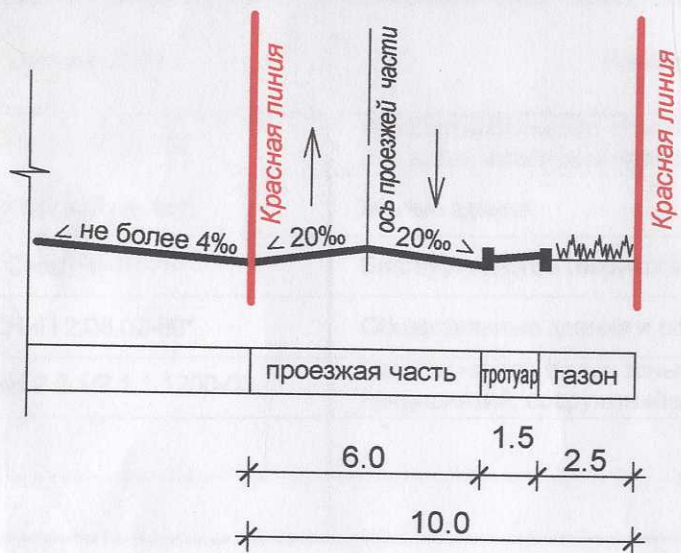 Красная линия
ось проезжей части
Красная линия
< не более 4‰
< 20‰
20‰ >
проезжая часть
тротуар
газон
6.0
1.5
2.5
10.0